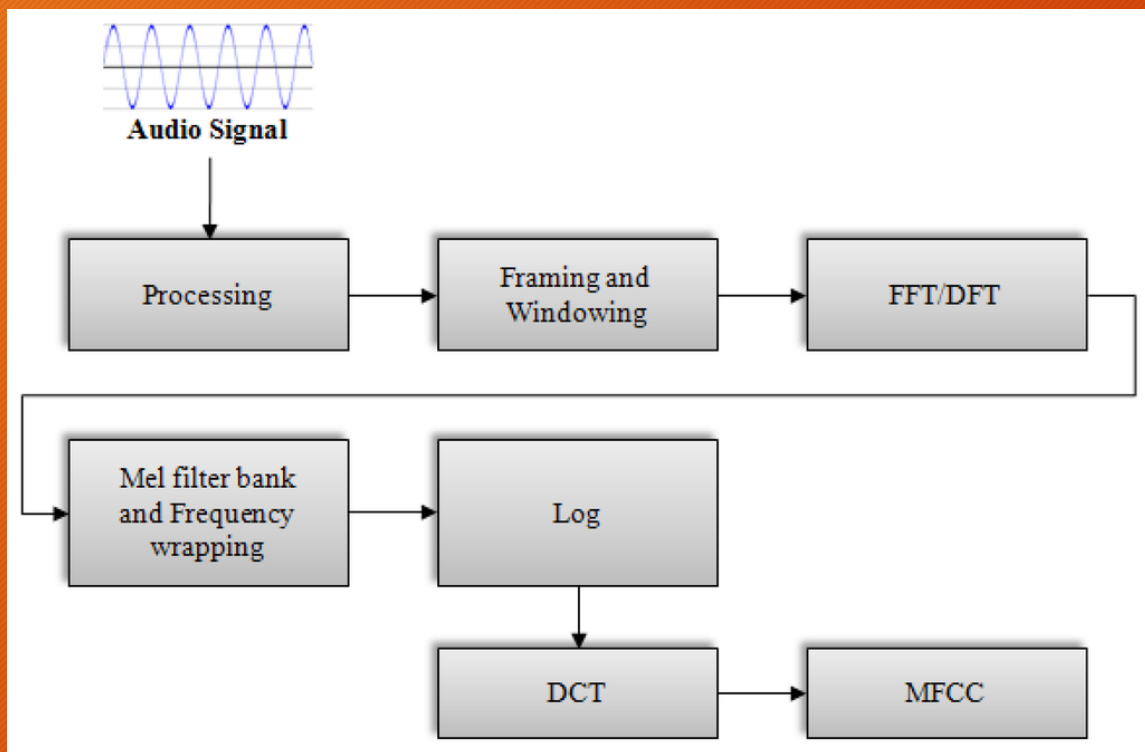 Audio Signal
Processing
Framing and
Windowing
FFT/DFT
Mel filter bank
and Frequency
wrapping
Log
DCT
MFCC